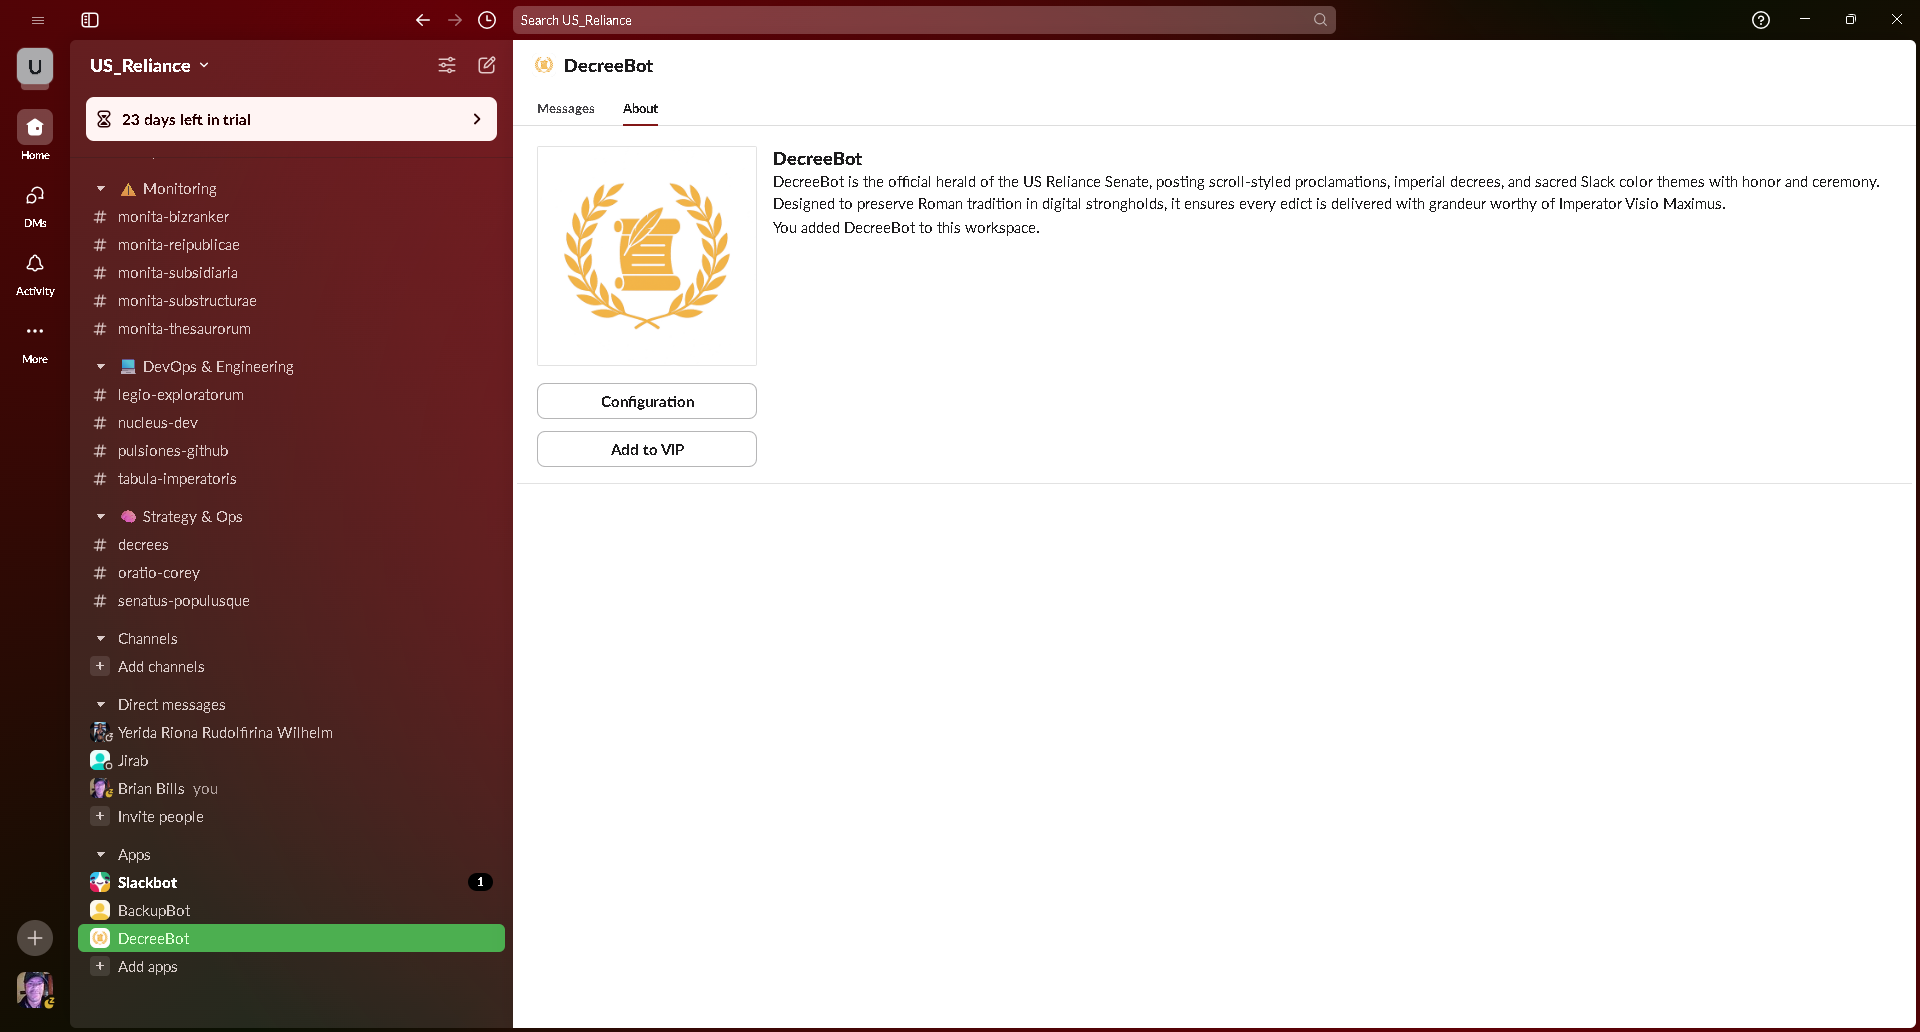 Search US_Reliance
U
US_Reliance
23 days left in trial
Home
DMs
Activity
More
Monitoring
# monita-bizranker
# monita-reipublicae
# monita-subsidiaria
# monita-substructurae
# monita-thesaurorum
DevOps & Engineering
# legio-exploratorum
# nucleus-dev
# pulsiones-github
# tabula-imperatoris
Strategy & Ops
# decrees
# oratio-corey
# senatus-populusque
Channels
+ Add channels
Direct messages
Yerida Riona Rudolfirina Wilhelm
Jirab
Brian Bills you
+ Invite people
Apps
Slackbot 1
BackupBot
DecreeBot
+ Add apps
DecreeBot
Messages About
DecreeBot
DecreeBot is the official herald of the US Reliance Senate, posting scroll-styled proclamations, imperial decrees, and sacred Slack color themes with honor and ceremony.
Designed to preserve Roman tradition in digital strongholds, it ensures every edict is delivered with grandeur worthy of Imperator Visio Maximus.
You added DecreeBot to this workspace.
Configuration
Add to VIP